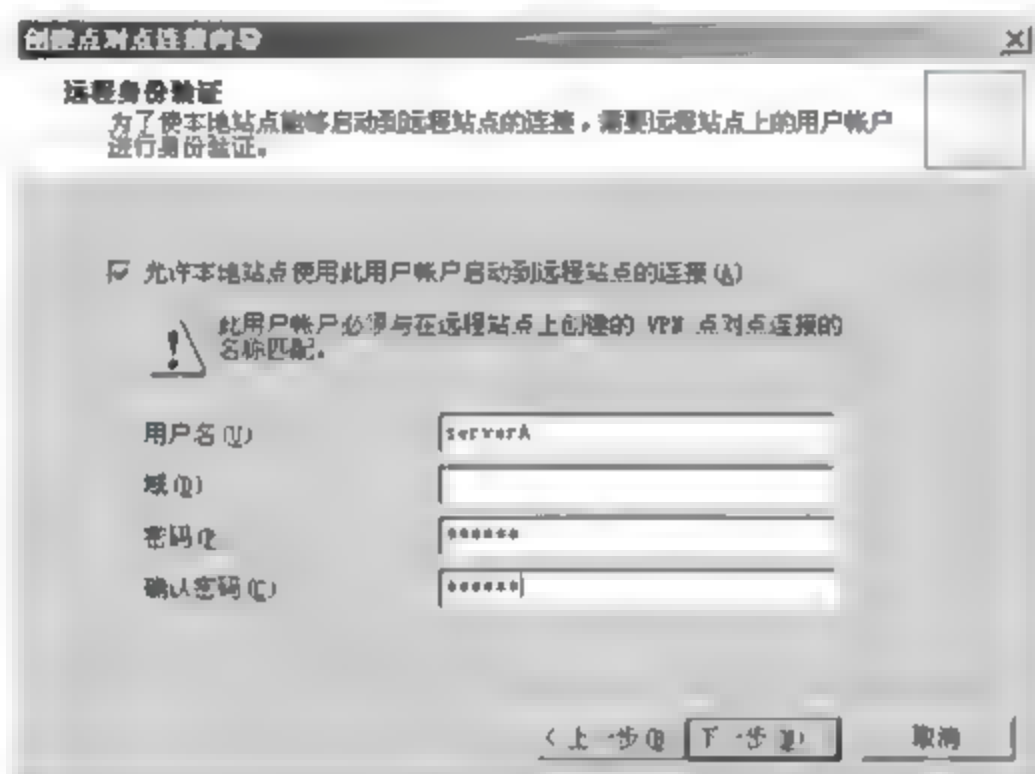 创建点对点连接向导
远程身份验证
为了使本地站点能够启动到远程站点的连接，需要远程站点上的用户帐户
进行身份验证。
允许本地站点使用此用户帐户启动到远程站点的连接(A)
此用户帐户必须与在远程站点上创建的 VPN 点对点连接的
名称匹配。
用户名(U) serverA
域(D)
密码(P) ******
确认密码(C) ******
< 上一步(B) 下一步(N) 取消